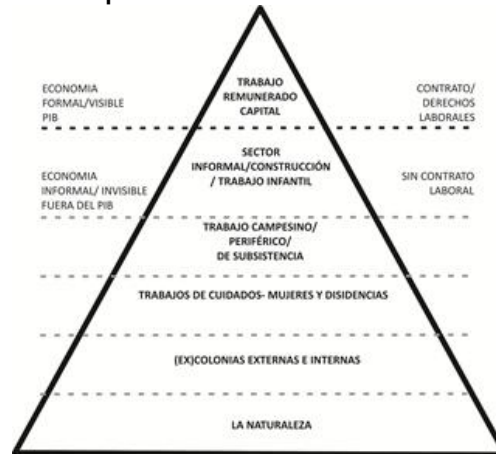 TRABAJO
REMUNERADO
CAPITAL
ECONOMIA
FORMAL/VISIBLE
PIB
CONTRATO/
DERECHOS
LABORALES
SECTOR
INFORMAL/CONSTRUCCIÓN
/ TRABAJO INFANTIL
ECONOMIA
INFORMAL/ INVISIBLE
FUERA DEL PIB
SIN CONTRATO
LABORAL
TRABAJO CAMPESINO/
PERIFÉRICO/
DE SUBSISTENCIA
TRABAJOS DE CUIDADOS- MUJERES Y DISIDENCIAS
(EX)COLONIAS EXTERNAS E INTERNAS
LA NATURALEZA